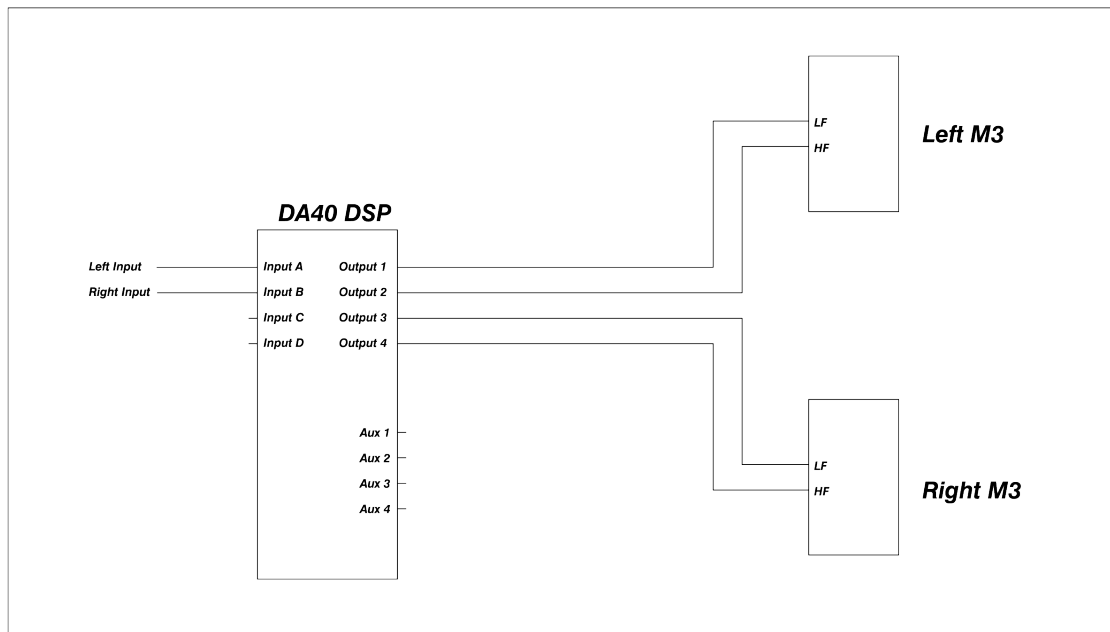 LF
Left M3
HF
DA40 DSP
Left Input
Input A
Output 1
Right Input
Input B
Output 2
Input C
Output 3
Input D
Output 4
Aux 1
Aux 2
LF
Aux 3
HF
Right M3
Aux 4